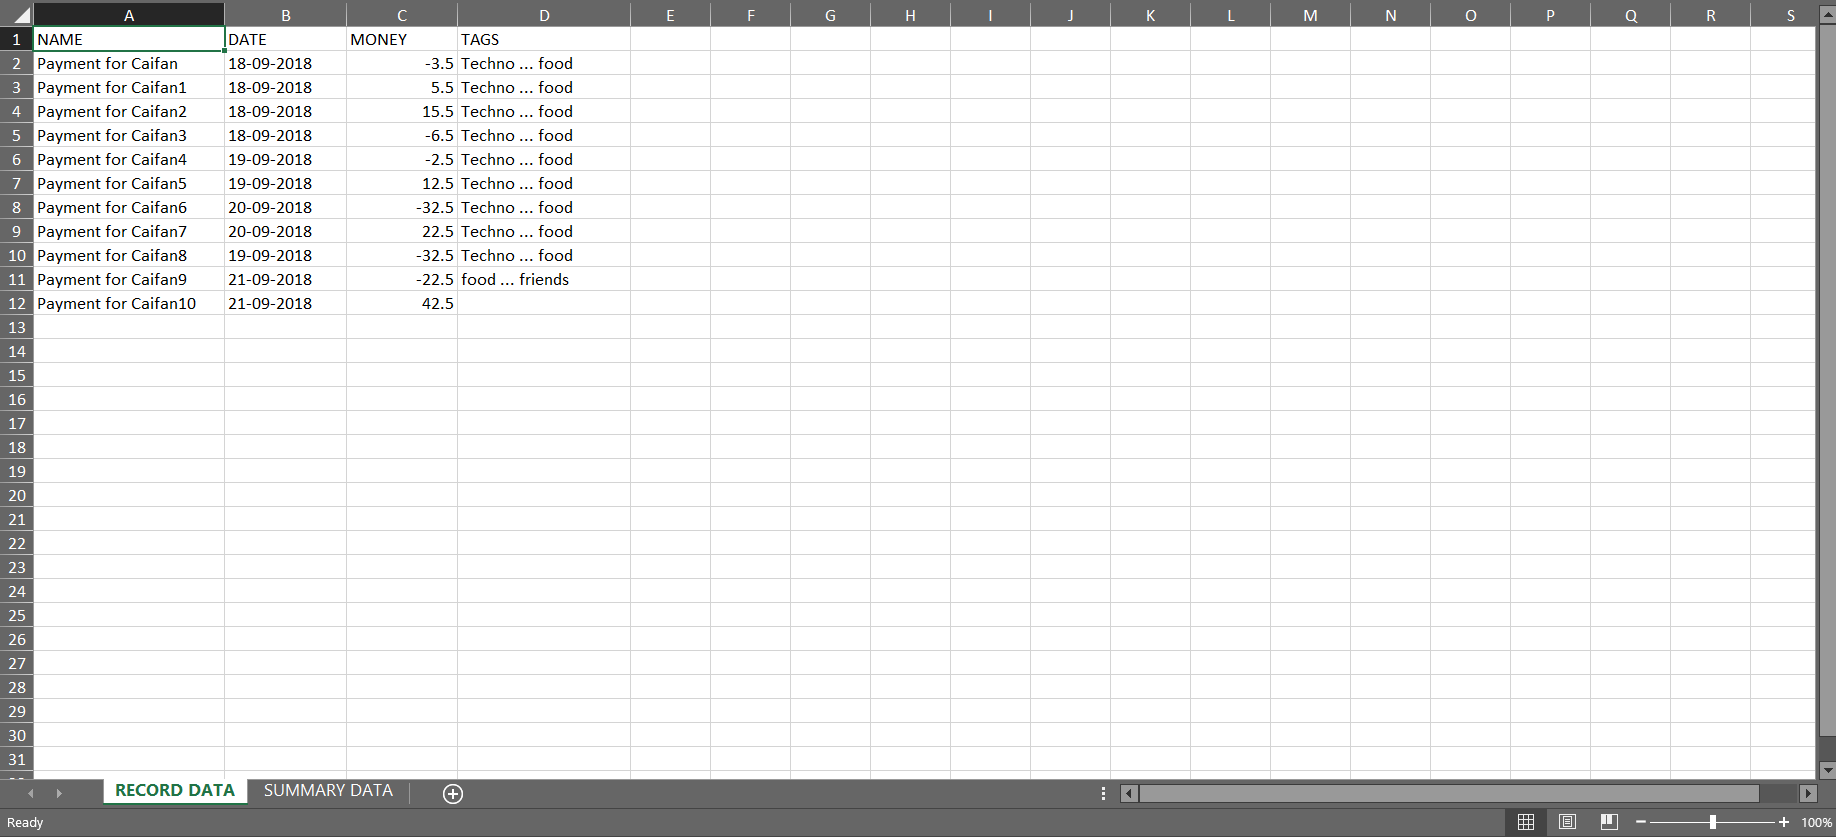 A B C D E F G H I J K L M N O P Q R S
1 NAME DATE MONEY TAGS
2 Payment for Caifan 18-09-2018 -3.5 Techno ... food
3 Payment for Caifan1 18-09-2018 5.5 Techno ... food
4 Payment for Caifan2 18-09-2018 15.5 Techno ... food
5 Payment for Caifan3 18-09-2018 -6.5 Techno ... food
6 Payment for Caifan4 19-09-2018 -2.5 Techno ... food
7 Payment for Caifan5 19-09-2018 12.5 Techno ... food
8 Payment for Caifan6 20-09-2018 -32.5 Techno ... food
9 Payment for Caifan7 20-09-2018 22.5 Techno ... food
10 Payment for Caifan8 19-09-2018 -32.5 Techno ... food
11 Payment for Caifan9 21-09-2018 -22.5 food ... friends
12 Payment for Caifan10 21-09-2018 42.5
13
14
15
16
17
18
19
20
21
22
23
24
25
26
27
28
29
30
31
RECORD DATA SUMMARY DATA
Ready 100%